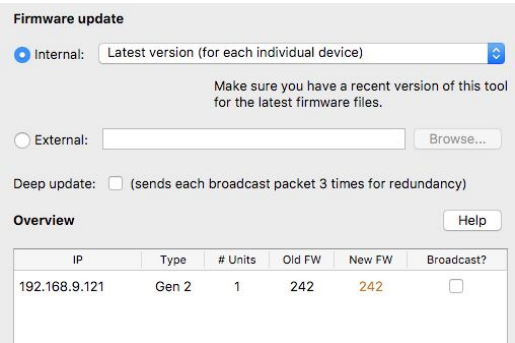 Firmware update
Internal: Latest version (for each individual device)
Make sure you have a recent version of this tool
for the latest firmware files.
External: Browse...
Deep update: (sends each broadcast packet 3 times for redundancy)
Overview Help
IP Type # Units Old FW New FW Broadcast?
192.168.9.121 Gen 2 1 242 242